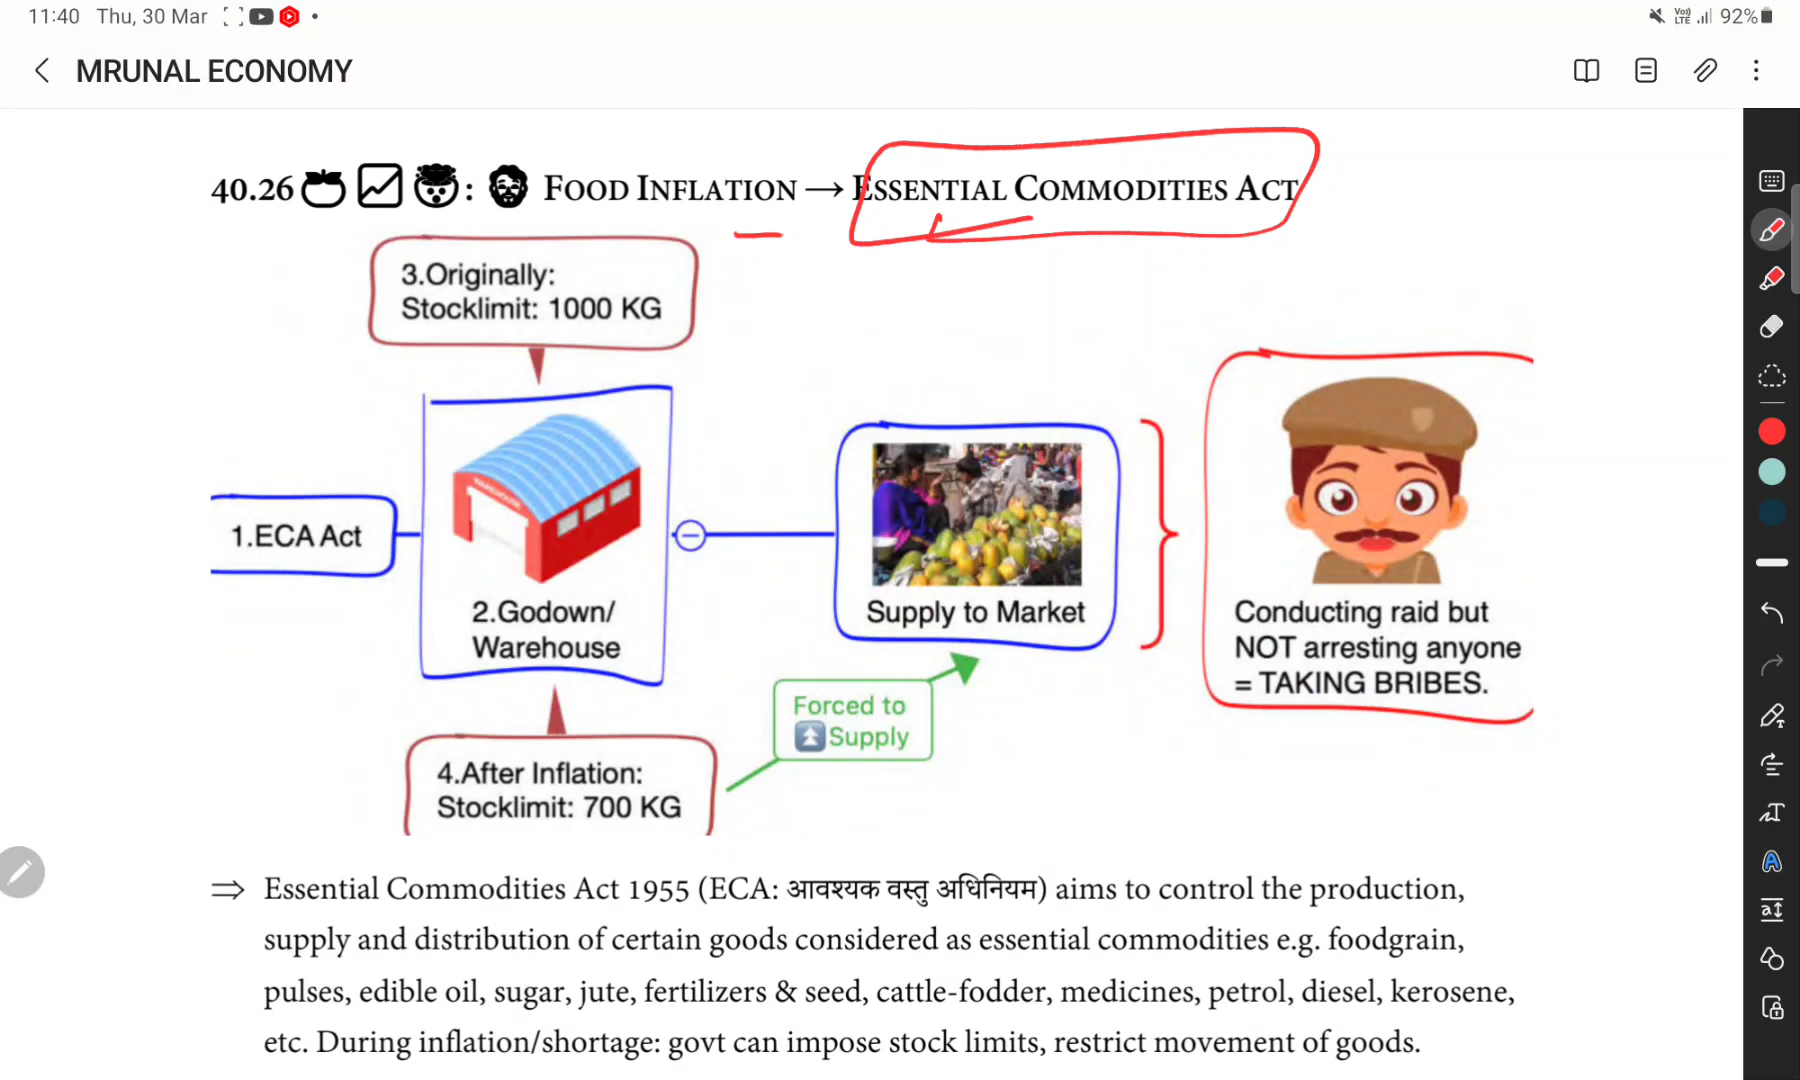 11:40 Thu, 30 Mar
Vo) LTE 92%
MRUNAL ECONOMY
40.26 : FOOD INFLATION → ESSENTIAL COMMODITIES ACT
3.Originally:
Stocklimit: 1000 KG
1.ECA Act
WAREHOUSE
2.Godown/
Warehouse
Supply to Market
Conducting raid but
NOT arresting anyone
= TAKING BRIBES.
Forced to
Supply
4.After Inflation:
Stocklimit: 700 KG
⇒ Essential Commodities Act 1955 (ECA: आवश्यक वस्तु अधिनियम) aims to control the production,
supply and distribution of certain goods considered as essential commodities e.g. foodgrain,
pulses, edible oil, sugar, jute, fertilizers & seed, cattle-fodder, medicines, petrol, diesel, kerosene,
etc. During inflation/shortage: govt can impose stock limits, restrict movement of goods.